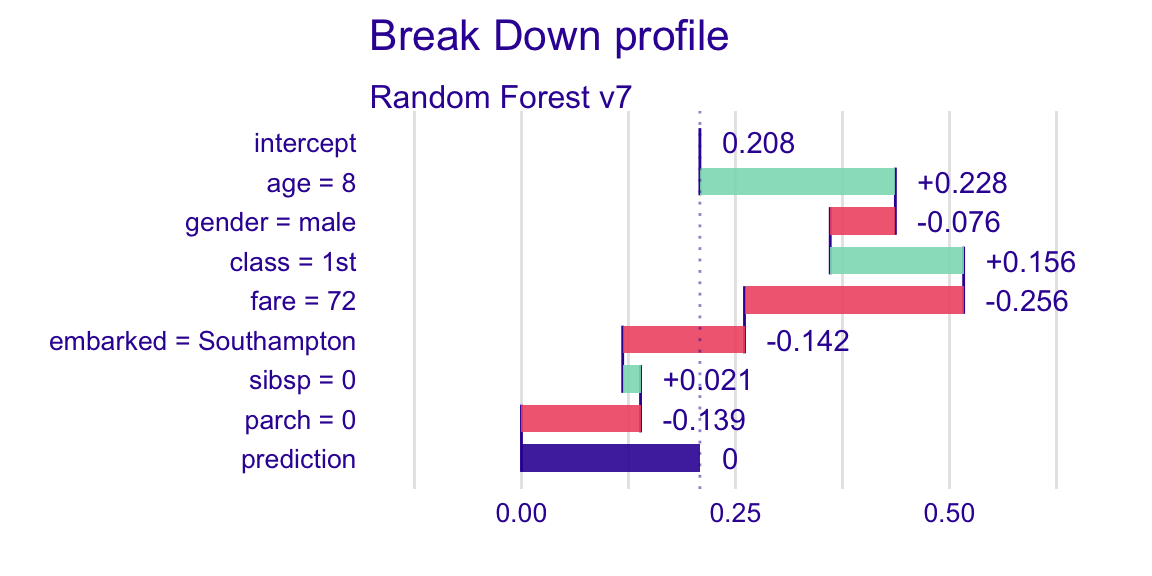 Break Down profile
Random Forest v7
intercept 0.208
age = 8 +0.228
gender = male -0.076
class = 1st +0.156
fare = 72 -0.256
embarked = Southampton -0.142
sibsp = 0 +0.021
parch = 0 -0.139
prediction 0
0.00 0.25 0.50